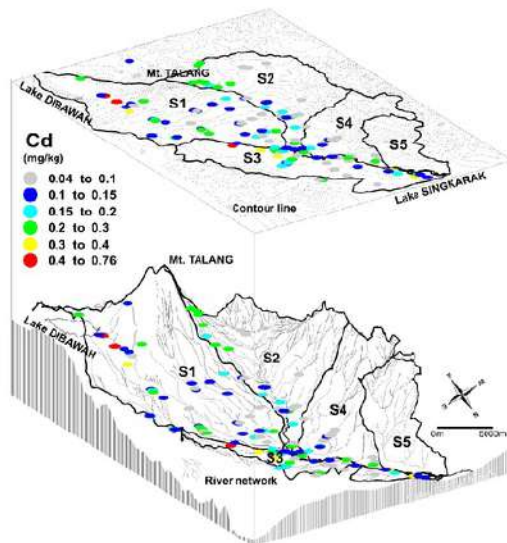 Mt. TALANG
S2
Lake DIBAWAH
S1
S4
Cd
(mg/kg)
S5
S3
0.04 to 0.1
0.1 to 0.15
0.15 to 0.2
0.2 to 0.3
0.3 to 0.4
0.4 to 0.76
Lake SINGKARAK
Contour line
Mt. TALANG
Lake DIBAWAH
S2
S1
S4
S5
0m
S3
River network